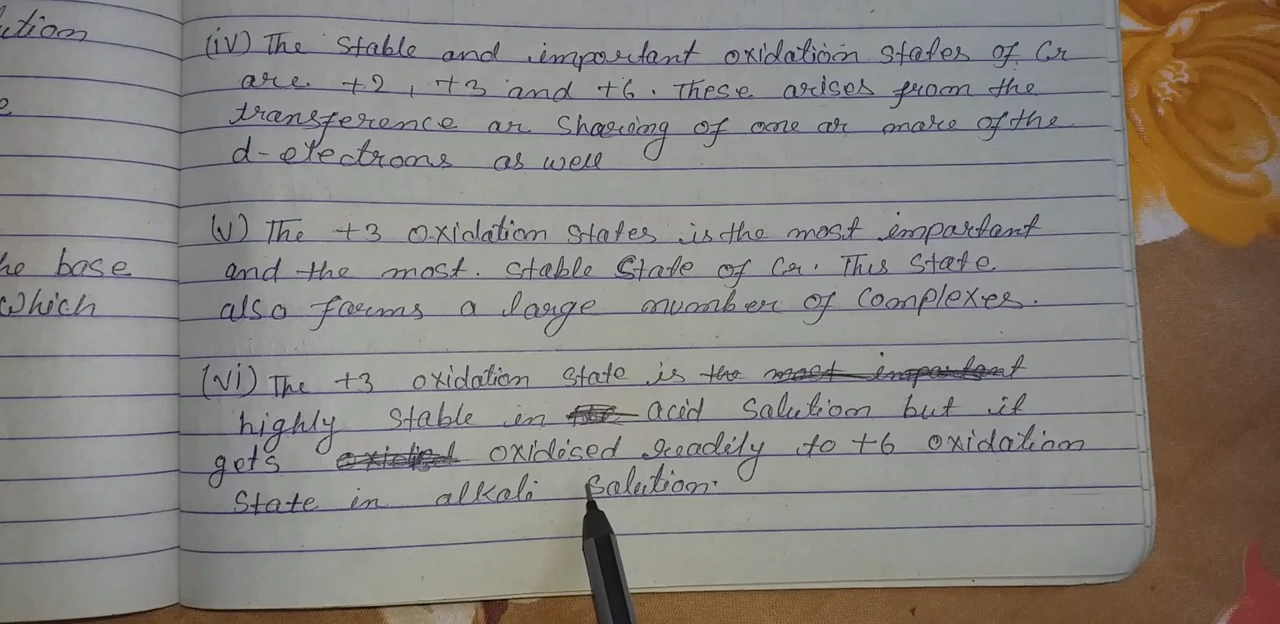 ution
e
he base
which
(iv) The stable and important oxidation states of Cr
are +2, +3 and +6. These arises from the
transference or sharing of one or more of the
d-electrons as well
(v) The +3 oxidation states is the most important
and the most. stable state of Cr. This state.
also forms a large number of complexes.
(vi) The +3 oxidation state is the most important
highly stable in acid solution but it
gets oxidised readily to +6 oxidation
state in alkali solution.